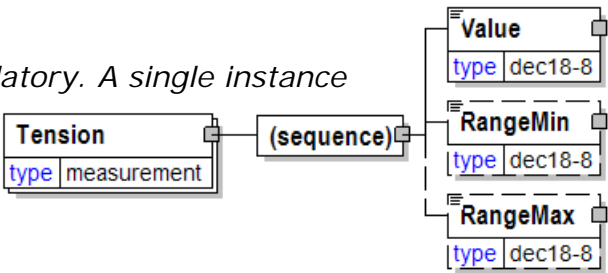 Value
type dec18-8
latory. A single instance
RangeMin
Tension
(sequence)
type measurement
type dec18-8
RangeMax
type dec18-8